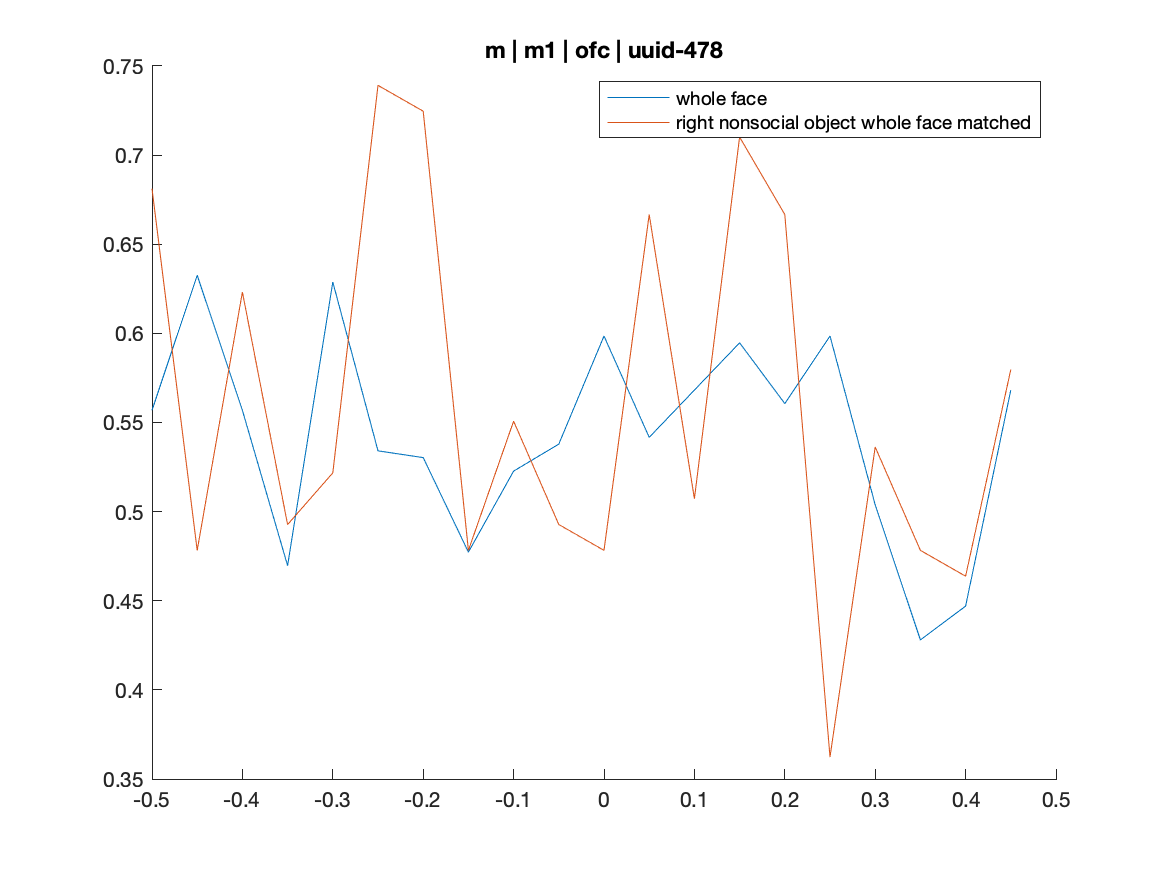 m | m1 | ofc | uuid-478
whole face
right nonsocial object whole face matched
0.75
0.7
0.65
0.6
0.55
0.5
0.45
0.4
0.35
-0.5 -0.4 -0.3 -0.2 -0.1 0 0.1 0.2 0.3 0.4 0.5